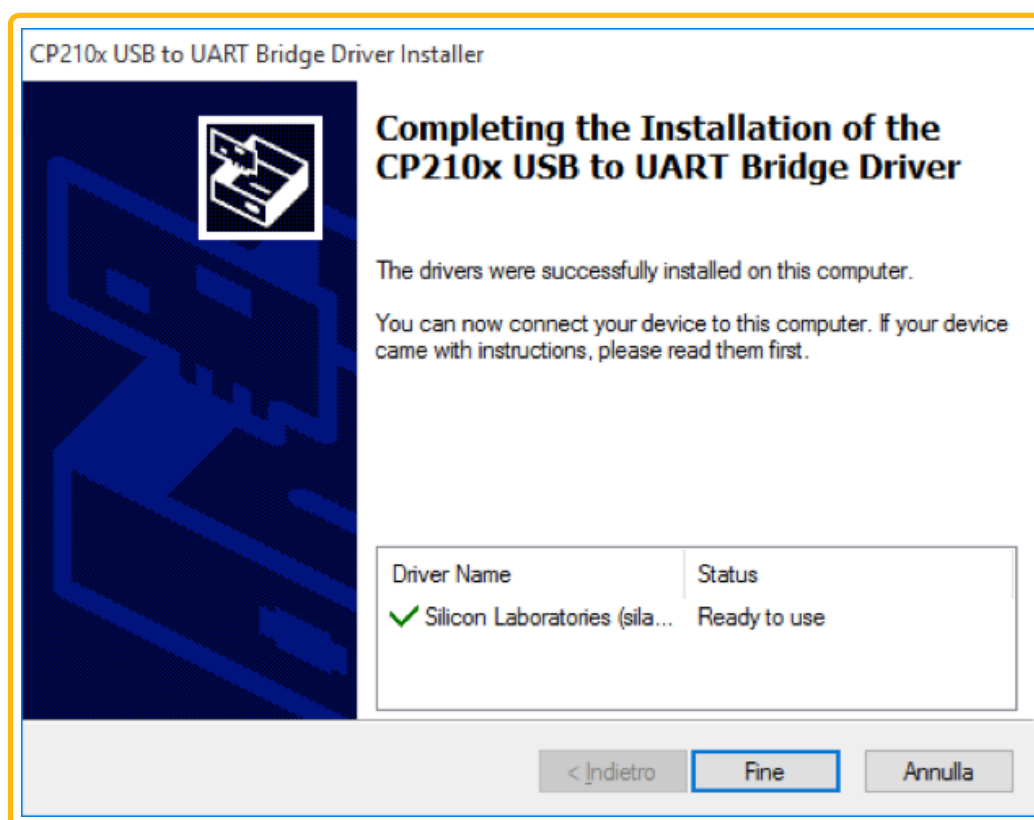 CP210x USB to UART Bridge Driver Installer
Completing the Installation of the
CP210x USB to UART Bridge Driver
The drivers were successfully installed on this computer.
You can now connect your device to this computer. If your device
came with instructions, please read them first.
Driver Name Status
Silicon Laboratories (sila... Ready to use
< Indietro Fine Annulla